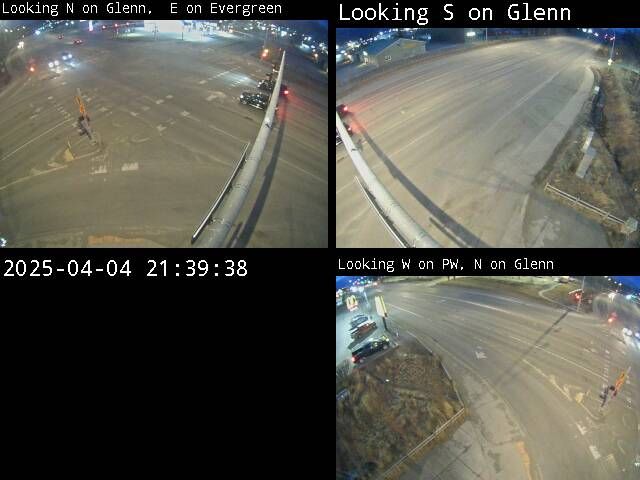 Looking N on Glenn,  E on Evergreen
Looking S on Glenn
2025-04-04 21:39:38
Looking W on PW, N on Glenn